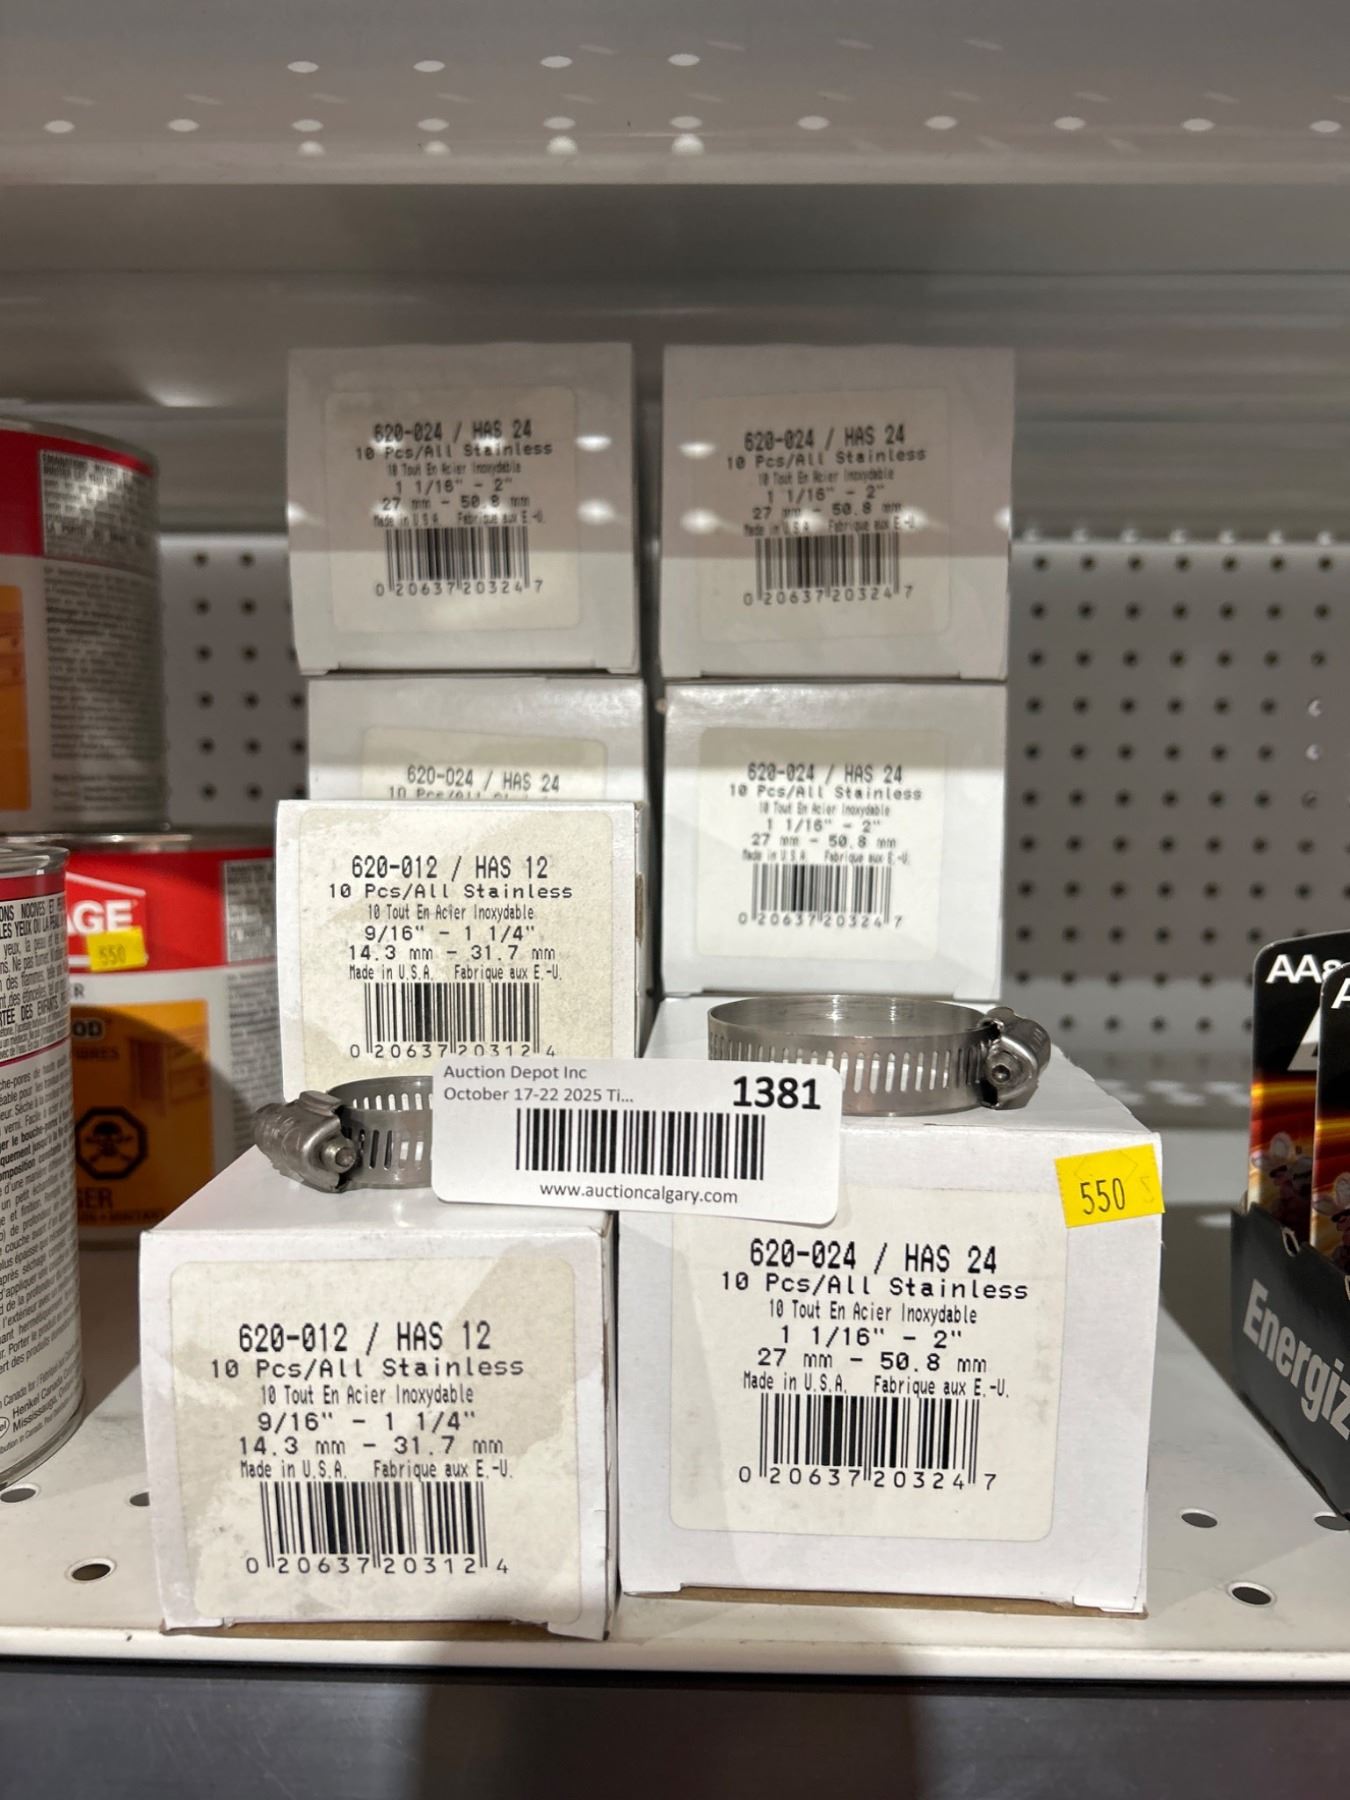 620-024 / HAS 24
10 Pcs/All Stainless
10 Tout En Acier Inoxydable
1 1/16" - 2"
27 mm - 50.8 mm
Made in U.S.A. Fabrique aux E.-U.
0 20637 20324 7
620-024 / HAS 24
10 Pcs/All Stainless
10 Tout En Acier Inoxydable
1 1/16" - 2"
27 mm - 50.8 mm
Made in U.S.A. Fabrique aux E.-U.
0 20637 20324 7
620-024 / HAS 24
10 Pcs/All
620-024 / HAS 24
10 Pcs/All Stainless
10 Tout En Acier Inoxydable
1 1/16" - 2"
27 mm - 50.8 mm
Made in U.S.A. Fabrique aux E.-U.
0 20637 20324 7
620-012 / HAS 12
10 Pcs/All Stainless
10 Tout En Acier Inoxydable
9/16" - 1 1/4"
14.3 mm - 31.7 mm
Made in U.S.A. Fabrique aux E.-U.
0 20637 20312 4
Auction Depot Inc
October 17-22 2025 Ti...
1381
www.auctioncalgary.com
550
620-012 / HAS 12
10 Pcs/All Stainless
10 Tout En Acier Inoxydable
9/16" - 1 1/4"
14.3 mm - 31.7 mm
Made in U.S.A. Fabrique aux E.-U.
0 20637 20312 4
620-024 / HAS 24
10 Pcs/All Stainless
10 Tout En Acier Inoxydable
1 1/16" - 2"
27 mm - 50.8 mm
Made in U.S.A. Fabrique aux E.-U.
0 20637 20324 7
AGE
550
AA
Energiz